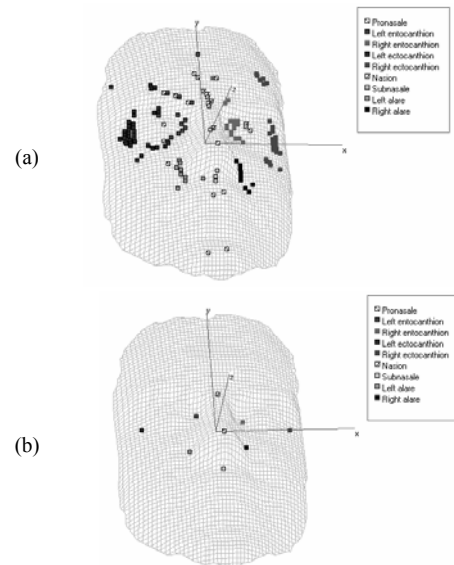 y
z
x
(a)
Pronasale
Left entocanthion
Right entocanthion
Left ectocanthion
Right ectocanthion
Nasion
Subnasale
Left alare
Right alare
y
z
x
(b)
Pronasale
Left entocanthion
Right entocanthion
Left ectocanthion
Right ectocanthion
Nasion
Subnasale
Left alare
Right alare